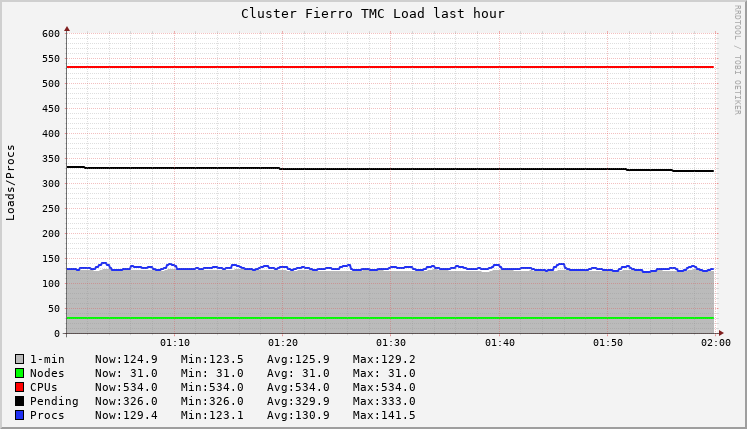 Cluster Fierro TMC Load last hour
RRDTOOL / TOBI OETIKER
Loads/Procs
600
550
500
450
400
350
300
250
200
150
100
50
0
01:10 01:20 01:30 01:40 01:50 02:00
1-min Now:124.9 Min:123.5 Avg:125.9 Max:129.2
Nodes Now: 31.0 Min: 31.0 Avg: 31.0 Max: 31.0
CPUs Now:534.0 Min:534.0 Avg:534.0 Max:534.0
Pending Now:326.0 Min:326.0 Avg:329.9 Max:333.0
Procs Now:129.4 Min:123.1 Avg:130.9 Max:141.5